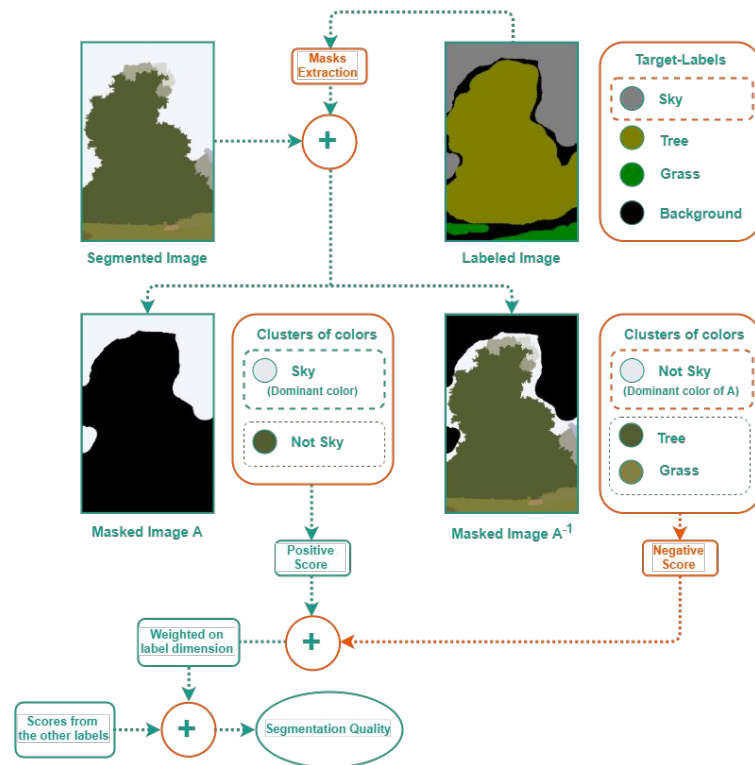 Masks
Extraction
+
Segmented Image
Labeled Image
Target-Labels
Sky
Tree
Grass
Background
Masked Image A
Clusters of colors
Sky
(Dominant color)
Not Sky
Masked Image A-1
Clusters of colors
Not Sky
(Dominant color of A)
Tree
Grass
Positive
Score
Negative
Score
Weighted on
label dimension
+
Scores from
the other labels
+
Segmentation Quality